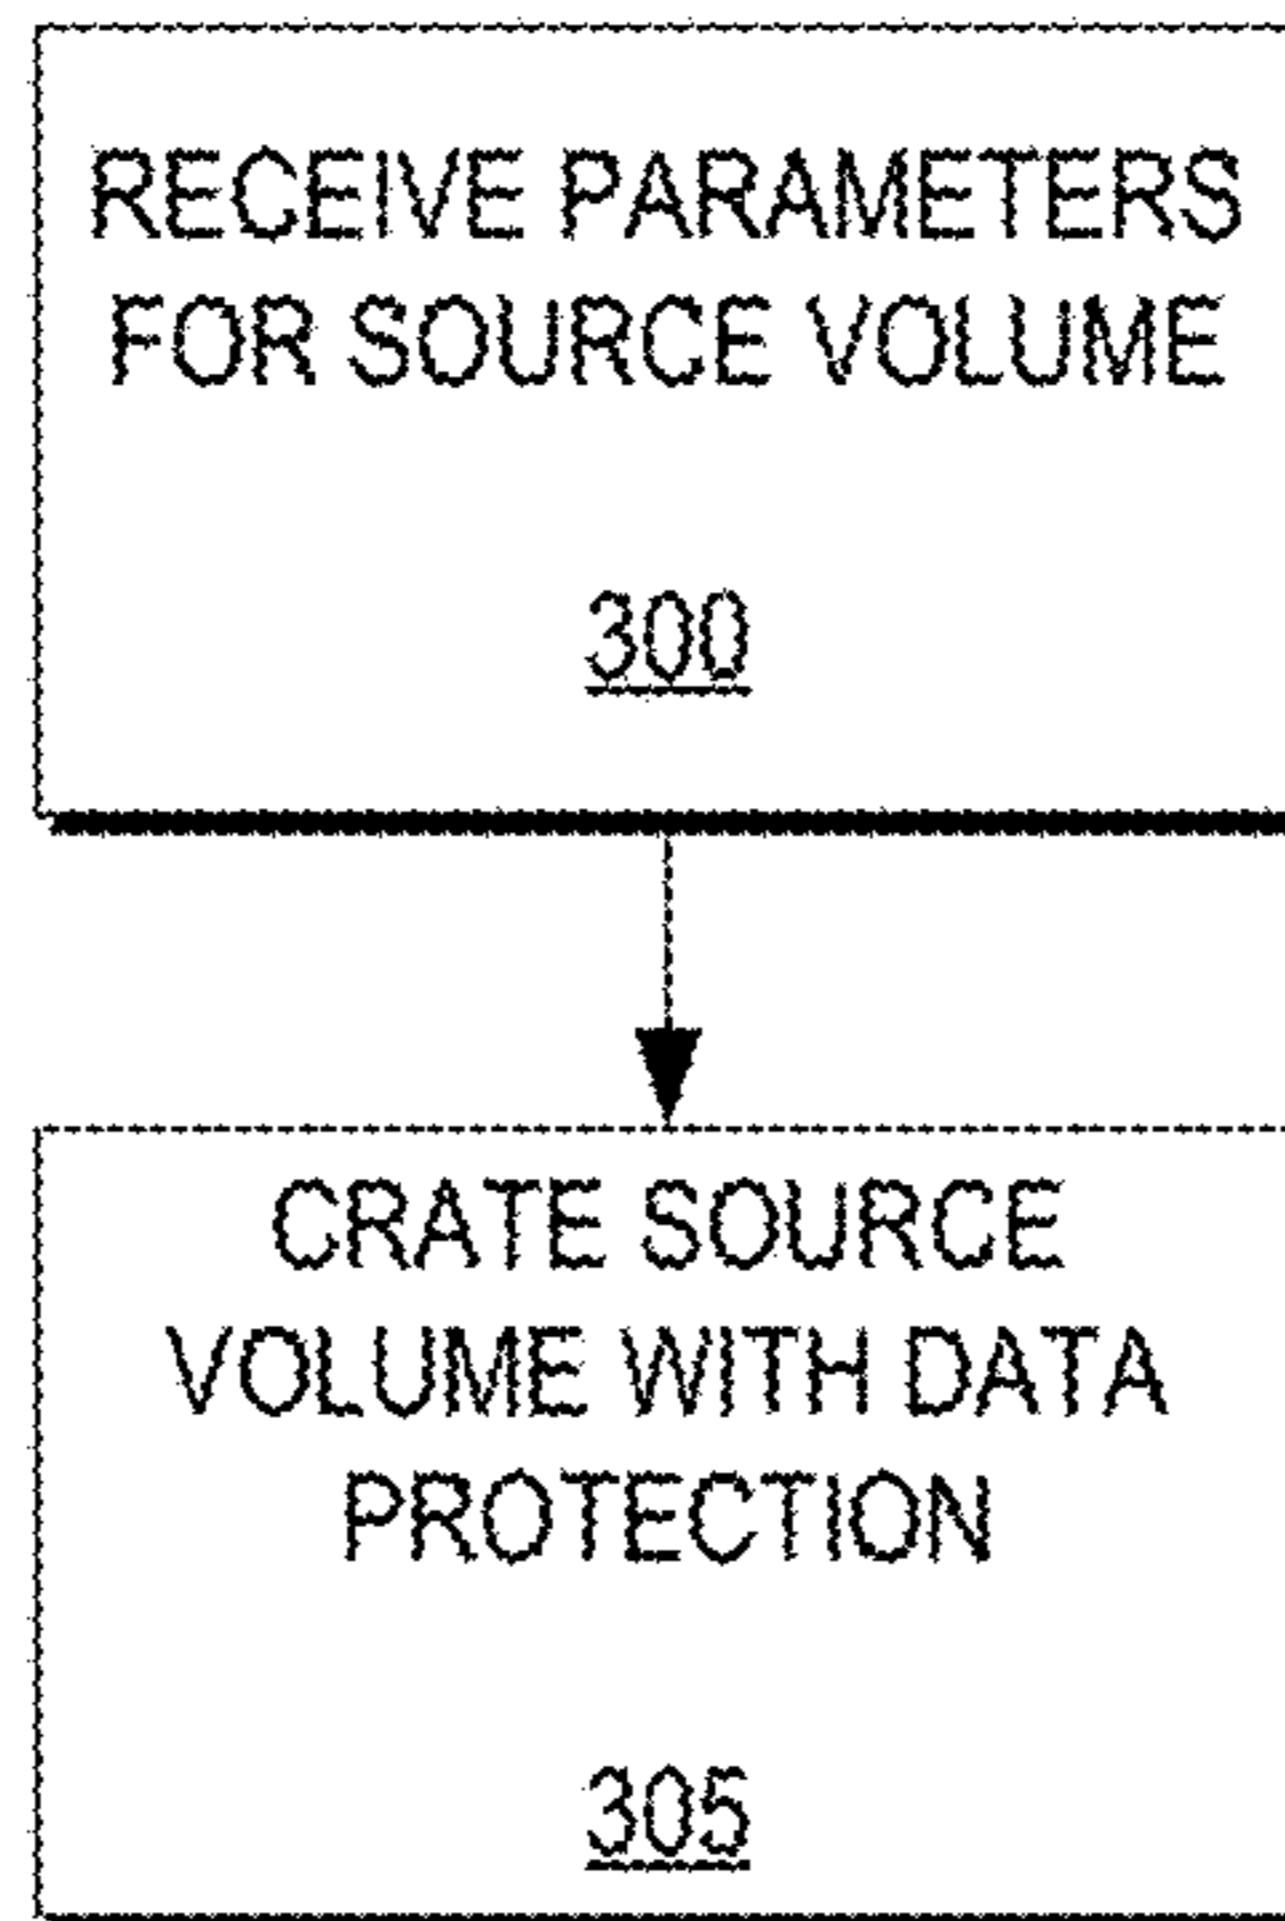 RECEIVE PARAMETERS
FOR SOURCE VOLUME
300
CRATE SOURCE
VOLUME WITH DATA
PROTECTION
305